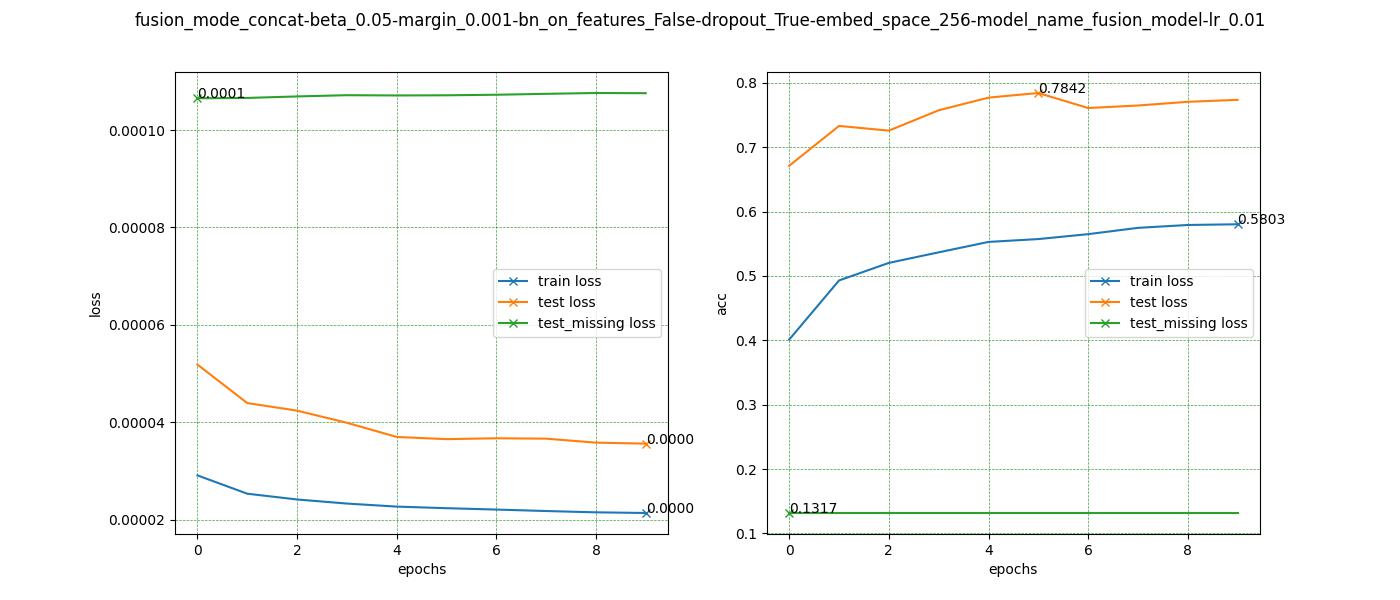 fusion_mode_concat-beta_0.05-margin_0.001-bn_on_features_False-dropout_True-embed_space_256-model_name_fusion_model-lr_0.01
loss
0.00010
0.00008
0.00006
0.00004
0.00002
0.0001
0.0000
0.0000
train loss
test loss
test_missing loss
0 2 4 6 8
epochs
acc
0.8
0.7
0.6
0.5
0.4
0.3
0.2
0.1
0.7842
0.5803
0.1317
train loss
test loss
test_missing loss
0 2 4 6 8
epochs